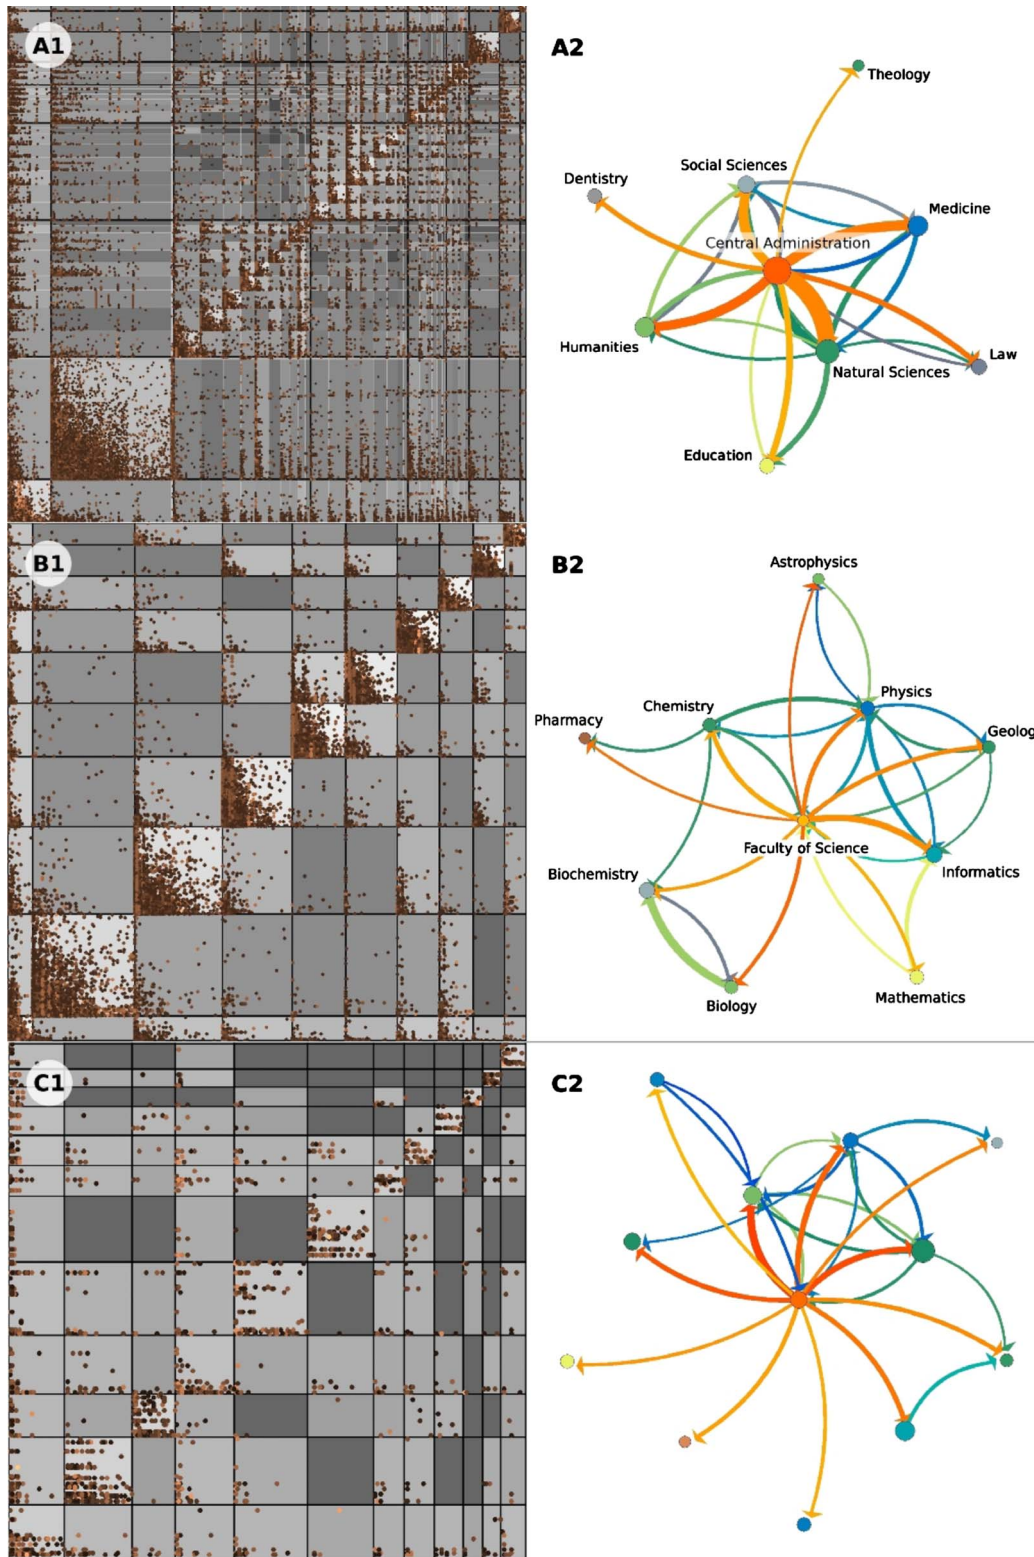 A1
A2
Theology
Social Sciences
Dentistry
Medicine
Central Administration
Humanities
Law
Natural Sciences
Education
B1
B2
Astrophysics
Physics
Chemistry
Pharmacy
Geolog
Faculty of Science
Biochemistry
Informatics
Mathematics
Biology
C1
C2